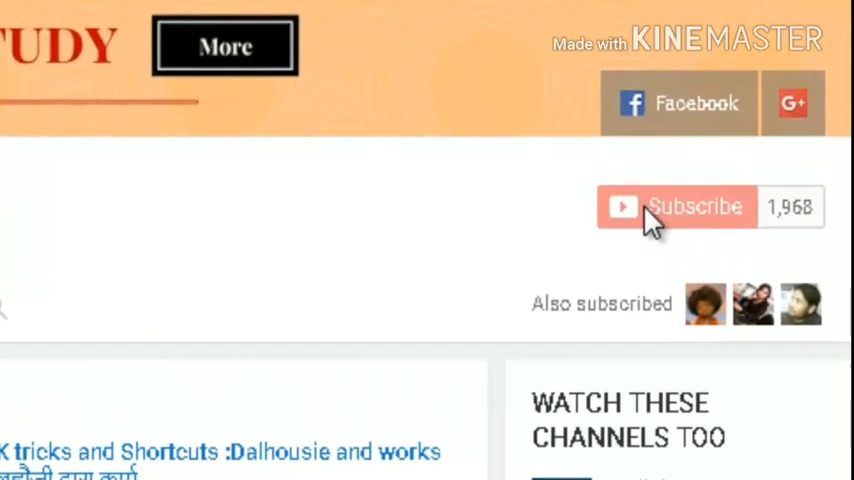 TUDY
More
Made with KINEMASTER
Facebook
G+
Subscribe
1,968
Also subscribed
WATCH THESE
CHANNELS TOO
K tricks and Shortcuts :Dalhousie and works